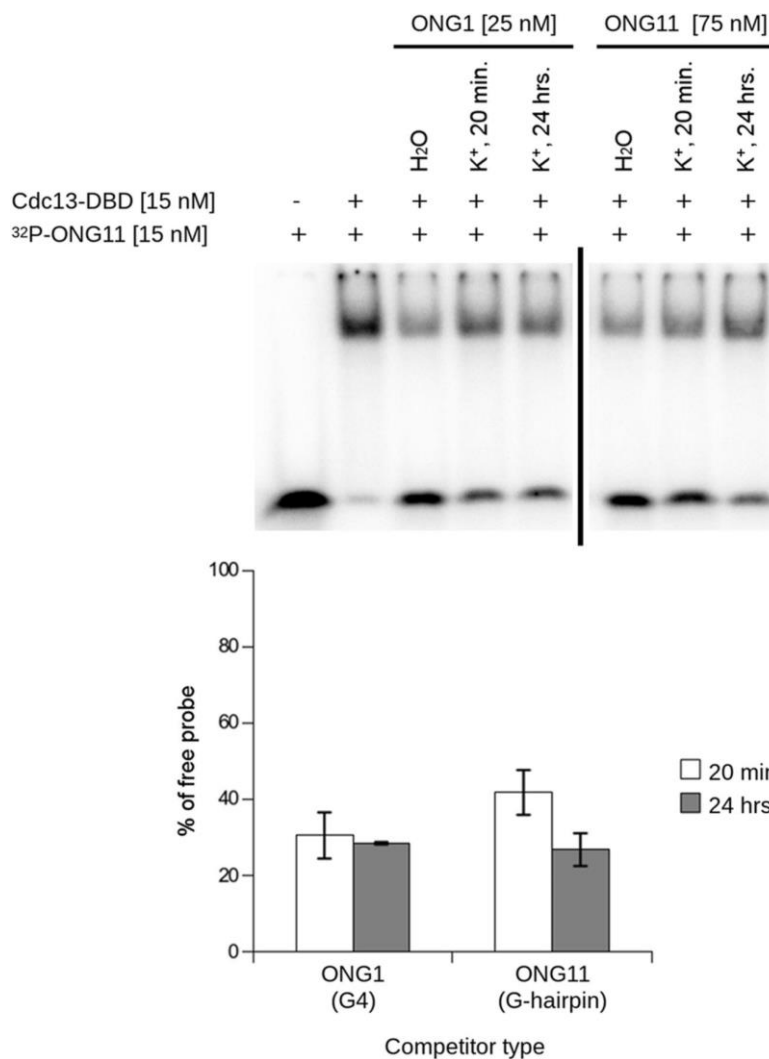 ONG1 [25 nM] ONG11 [75 nM]
H₂O K⁺, 20 min. K⁺, 24 hrs. H₂O K⁺, 20 min. K⁺, 24 hrs.
Cdc13-DBD [15 nM] - + + + + + + +
³²P-ONG11 [15 nM] + + + + + + + +
100
80
60
40
20
0
% of free probe
20 min
24 hrs
ONG1 ONG11
(G4) (G-hairpin)
Competitor type